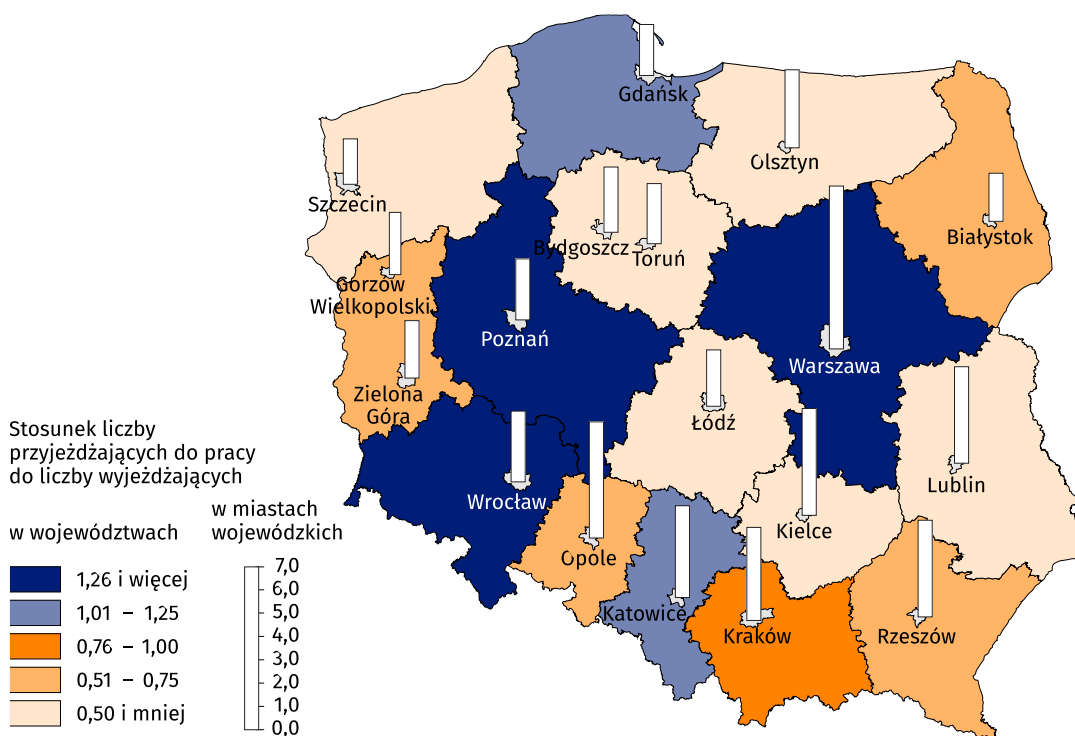 Gdańsk
Olsztyn
Szczecin
Białystok
Bydgoszcz
Toruń
Gorzów
Wielkopolski
Poznań
Warszawa
Zielona
Góra
Łódź
Lublin
Wrocław
Kielce
Opole
Katowice
Kraków
Rzeszów
Stosunek liczby
przyjeżdżających do pracy
do liczby wyjeżdżających
w województwach
1,26 i więcej
1,01 – 1,25
0,76 – 1,00
0,51 – 0,75
0,50 i mniej
w miastach
wojewódzkich
7,0
6,0
5,0
4,0
3,0
2,0
1,0
0,0